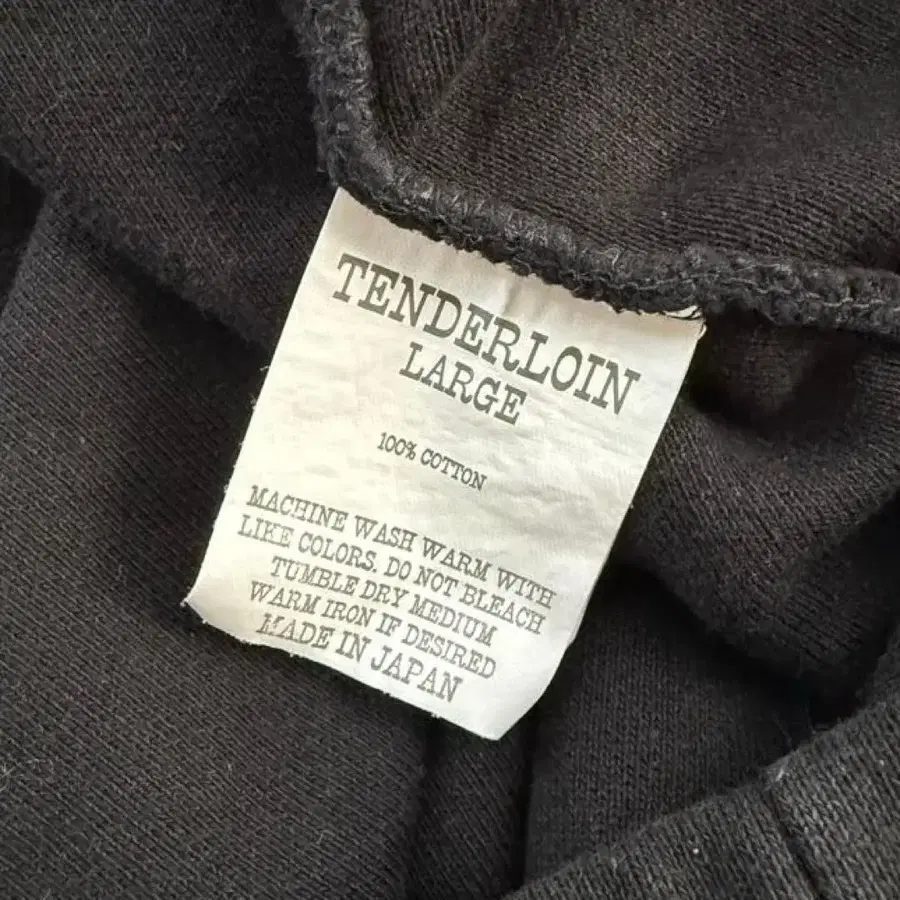 TENDERLOIN
LARGE
100% COTTON
MACHINE WASH WARM WITH
LIKE COLORS. DO NOT BLEACH
TUMBLE DRY MEDIUM
WARM IRON IF DESIRED
MADE IN JAPAN